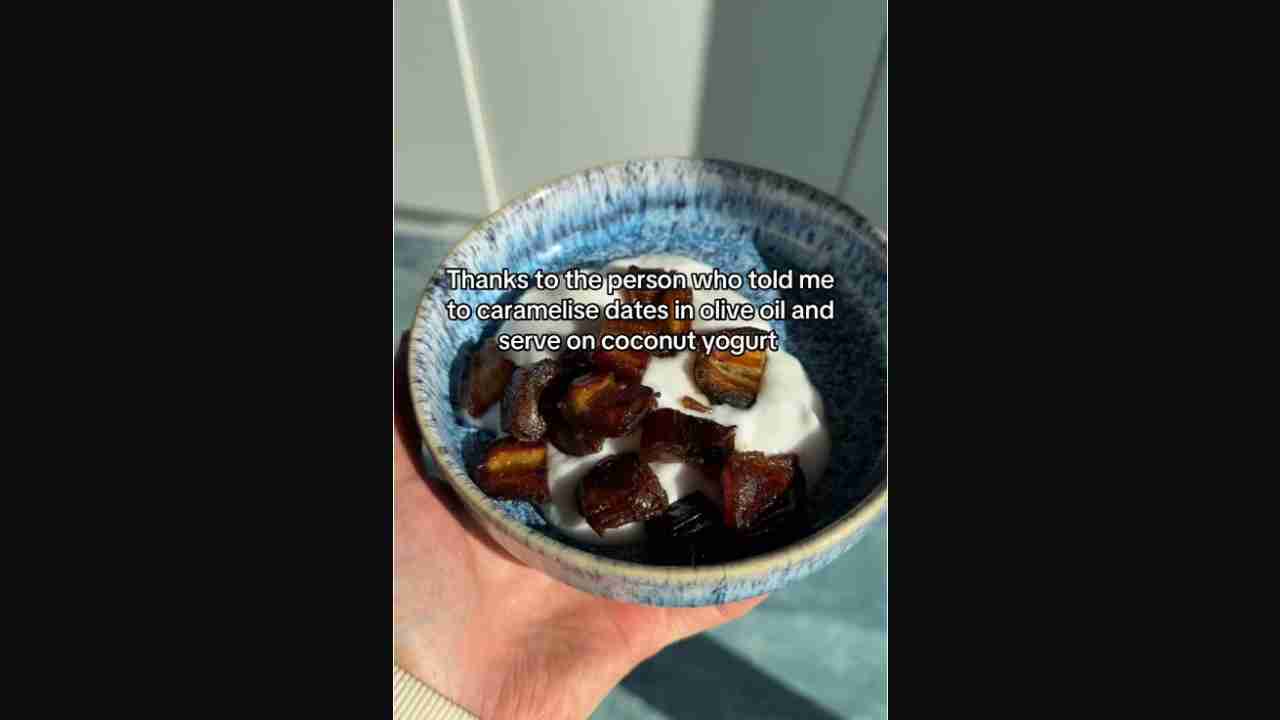 Thanks to the person who told me
to caramelise dates in olive oil and
serve on coconut yogurt